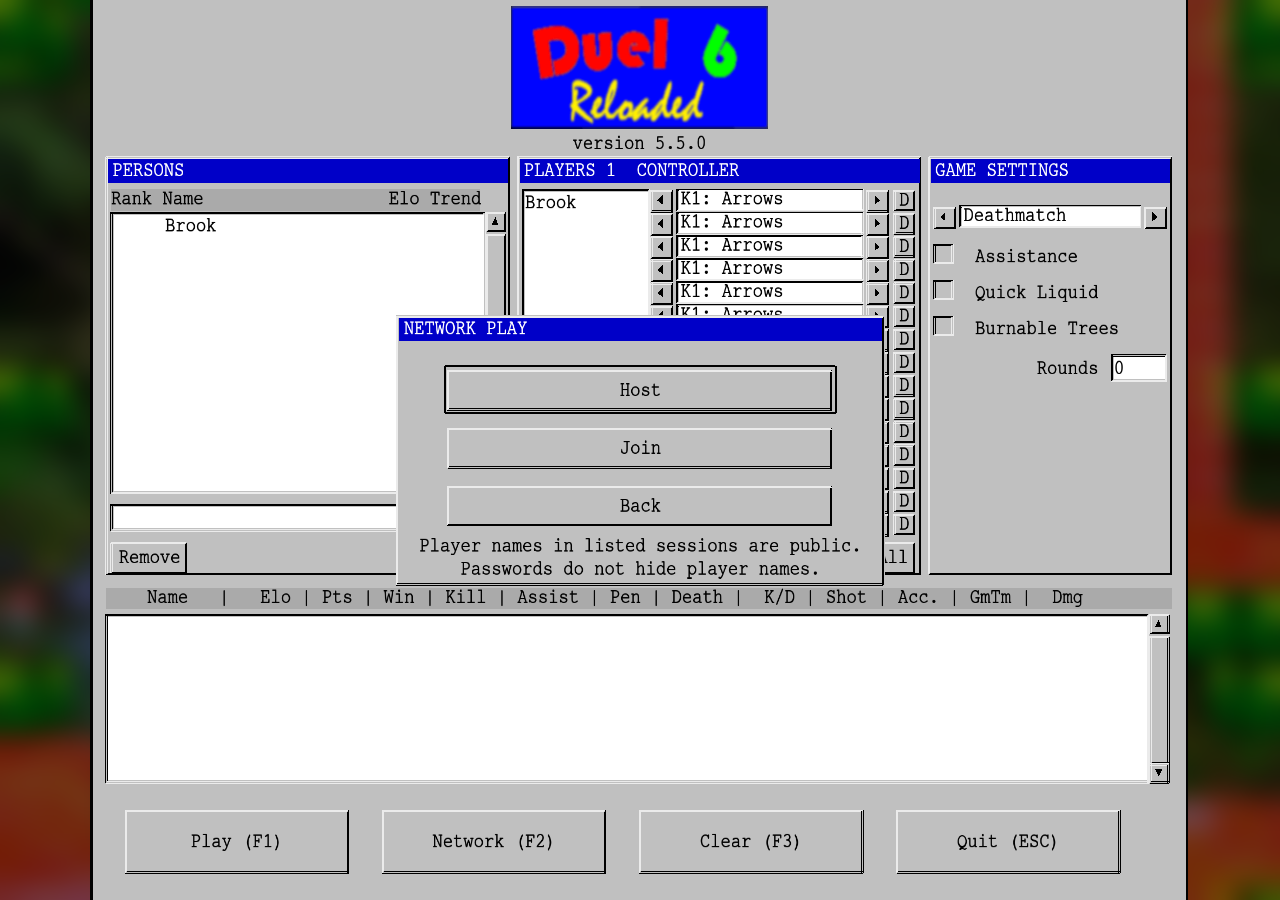 Duel 6
Reloaded
version 5.5.0
PERSONS
Rank Name Elo Trend
Brook
Remove
PLAYERS 1 CONTROLLER
Brook
K1: Arrows D
K1: Arrows D
K1: Arrows D
K1: Arrows D
K1: Arrows D
K1: Arrows D
D
D
D
D
D
D
D
D
D
All
GAME SETTINGS
Deathmatch
Assistance
Quick Liquid
Burnable Trees
Rounds 0
NETWORK PLAY
Host
Join
Back
Player names in listed sessions are public.
Passwords do not hide player names.
Name | Elo | Pts | Win | Kill | Assist | Pen | Death | K/D | Shot | Acc. | GmTm | Dmg
Play (F1) Network (F2) Clear (F3) Quit (ESC)